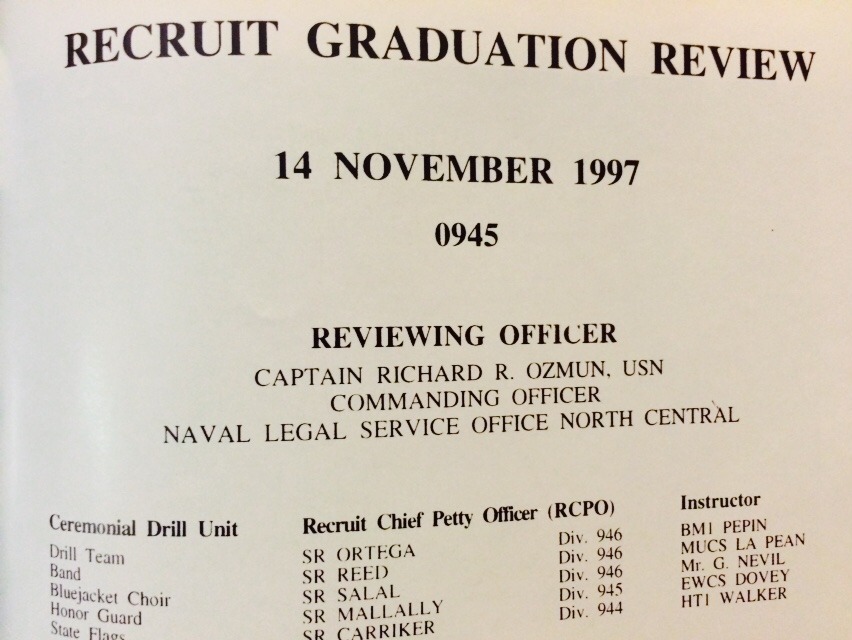 RECRUIT GRADUATION REVIEW
14 NOVEMBER 1997
0945
REVIEWING OFFICER
CAPTAIN RICHARD R. OZMUN, USN
COMMANDING OFFICER
NAVAL LEGAL SERVICE OFFICE NORTH CENTRAL
Ceremonial Drill Unit Recruit Chief Petty Officer (RCPO) Instructor
Drill Team SR ORTEGA Div. 946 BM1 PEPIN
Band SR REED Div. 946 MUCS LA PEAN
Bluejacket Choir SR SALAL Div. 946 Mr. G. NEVIL
Honor Guard SR MALLALLY Div. 945 EWCS DOVEY
State Flags SR CARRIKER Div. 944 HT1 WALKER